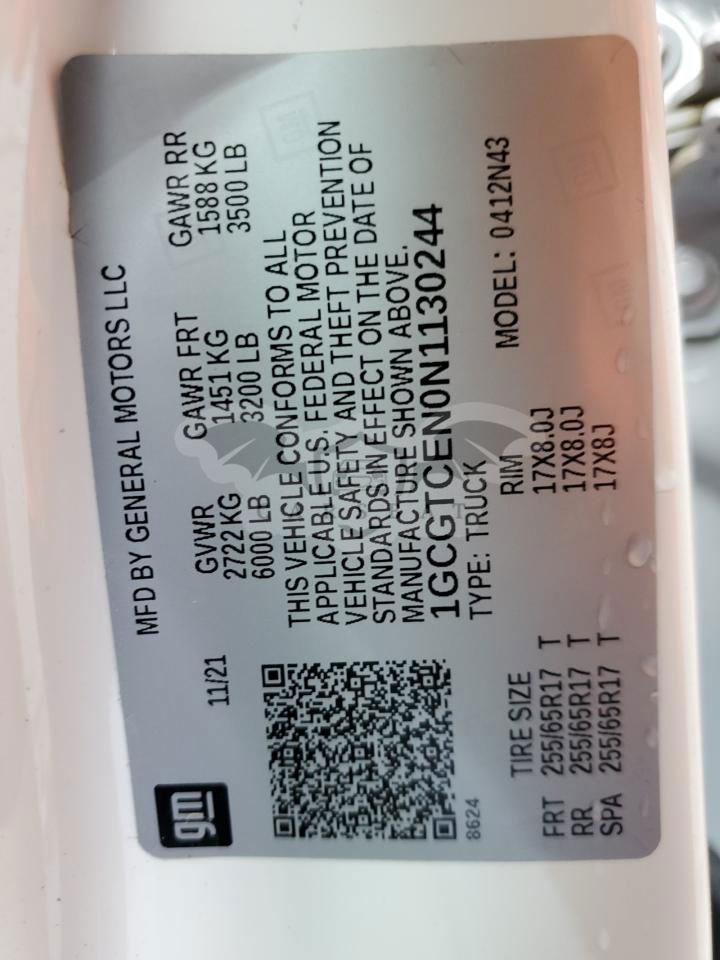 gm
MFD BY GENERAL MOTORS LLC
11/21
GVWR GAWR FRT GAWR RR
2722 KG 1451 KG 1588 KG
6000 LB 3200 LB 3500 LB
THIS VEHICLE CONFORMS TO ALL
APPLICABLE U.S. FEDERAL MOTOR
VEHICLE SAFETY AND THEFT PREVENTION
STANDARDS IN EFFECT ON THE DATE OF
MANUFACTURE SHOWN ABOVE.
1GCGTCEN0N1130244
8624
TYPE: TRUCK MODEL: 0412N43
TIRE SIZE RIM
FRT 255/65R17 T 17X8.0J
RR 255/65R17 T 17X8.0J
SPA 255/65R17 T 17X8J